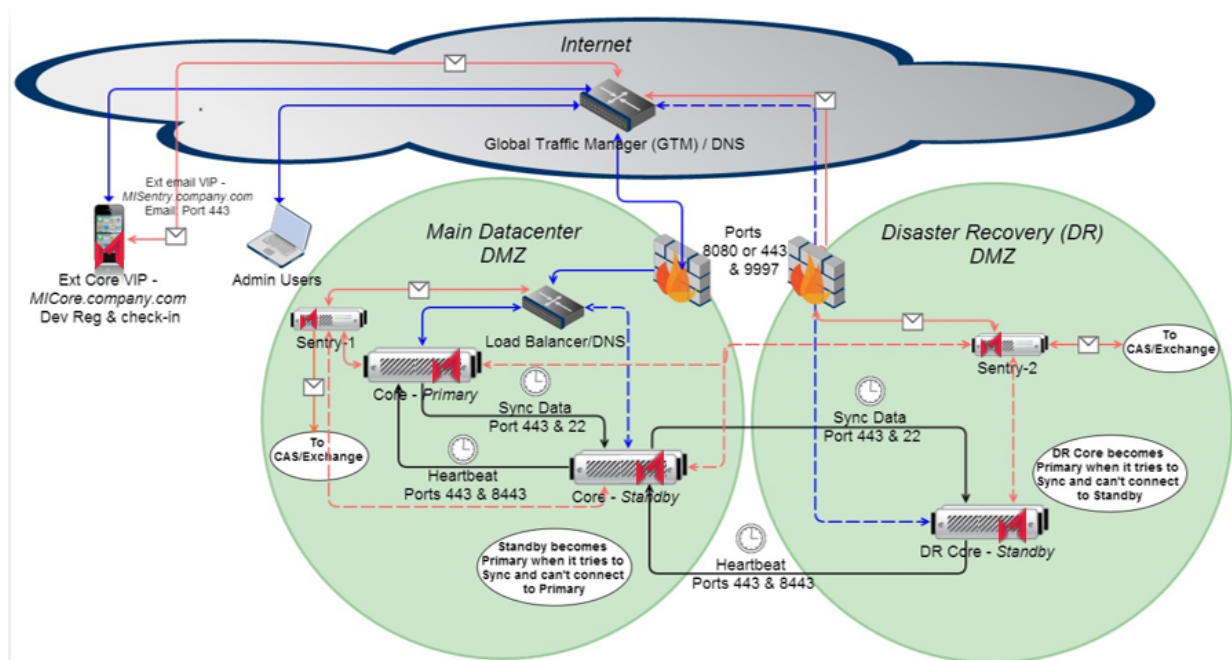 Internet
Global Traffic Manager (GTM) / DNS
Ext email VIP -
MISentry.company.com
Email: Port 443
Ext Core VIP -
MICore.company.com
Dev Reg & check-in
Admin Users
Main Datacenter
DMZ
Ports
8080 or 443
& 9997
Disaster Recovery (DR)
DMZ
Sentry-1
Load Balancer/DNS
Core - Primary
Sync Data
Port 443 & 22
To
CAS/Exchange
Heartbeat
Ports 443 & 8443
Core - Standby
Standby becomes
Primary when it tries to
Sync and can't connect
to Primary
Sentry-2
To
CAS/Exchange
Sync Data
Port 443 & 22
DR Core becomes
Primary when it tries to
Sync and can't connect
to Standby
DR Core - Standby
Heartbeat
Ports 443 & 8443